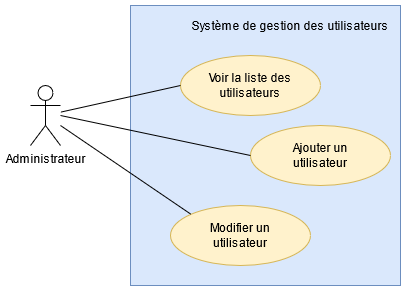 Système de gestion des utilisateurs
Voir la liste des
utilisateurs
Ajouter un
utilisateur
Administrateur
Modifier un
utilisateur